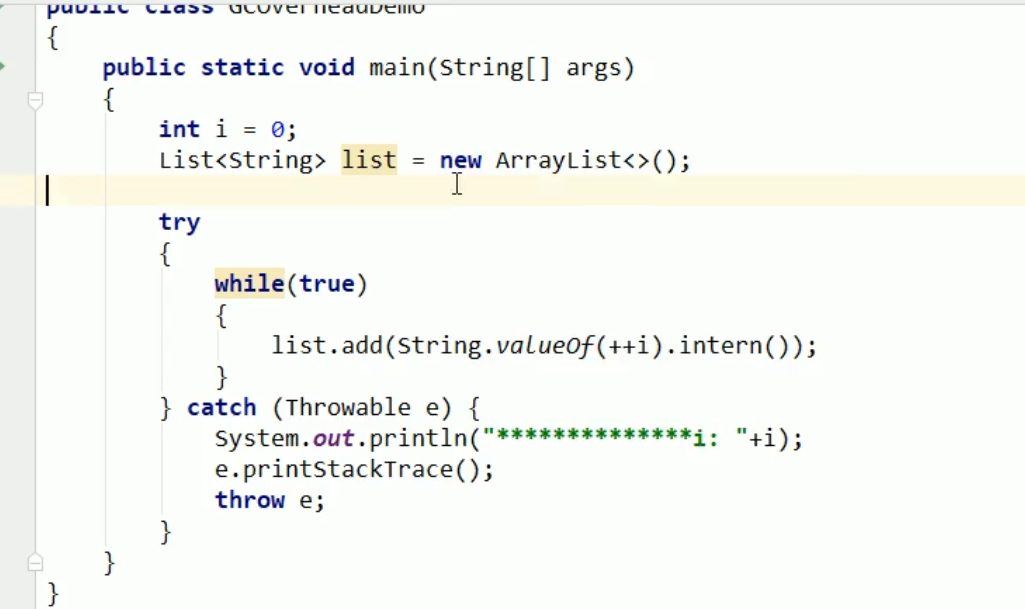 public class GCOverheadDemo
{
    public static void main(String[] args)
    {
        int i = 0;
        List<String> list = new ArrayList<>();
        try
        {
            while(true)
            {
                list.add(String.valueOf(++i).intern());
            }
        } catch (Throwable e) {
            System.out.println("**************i: "+i);
            e.printStackTrace();
            throw e;
        }
    }
}